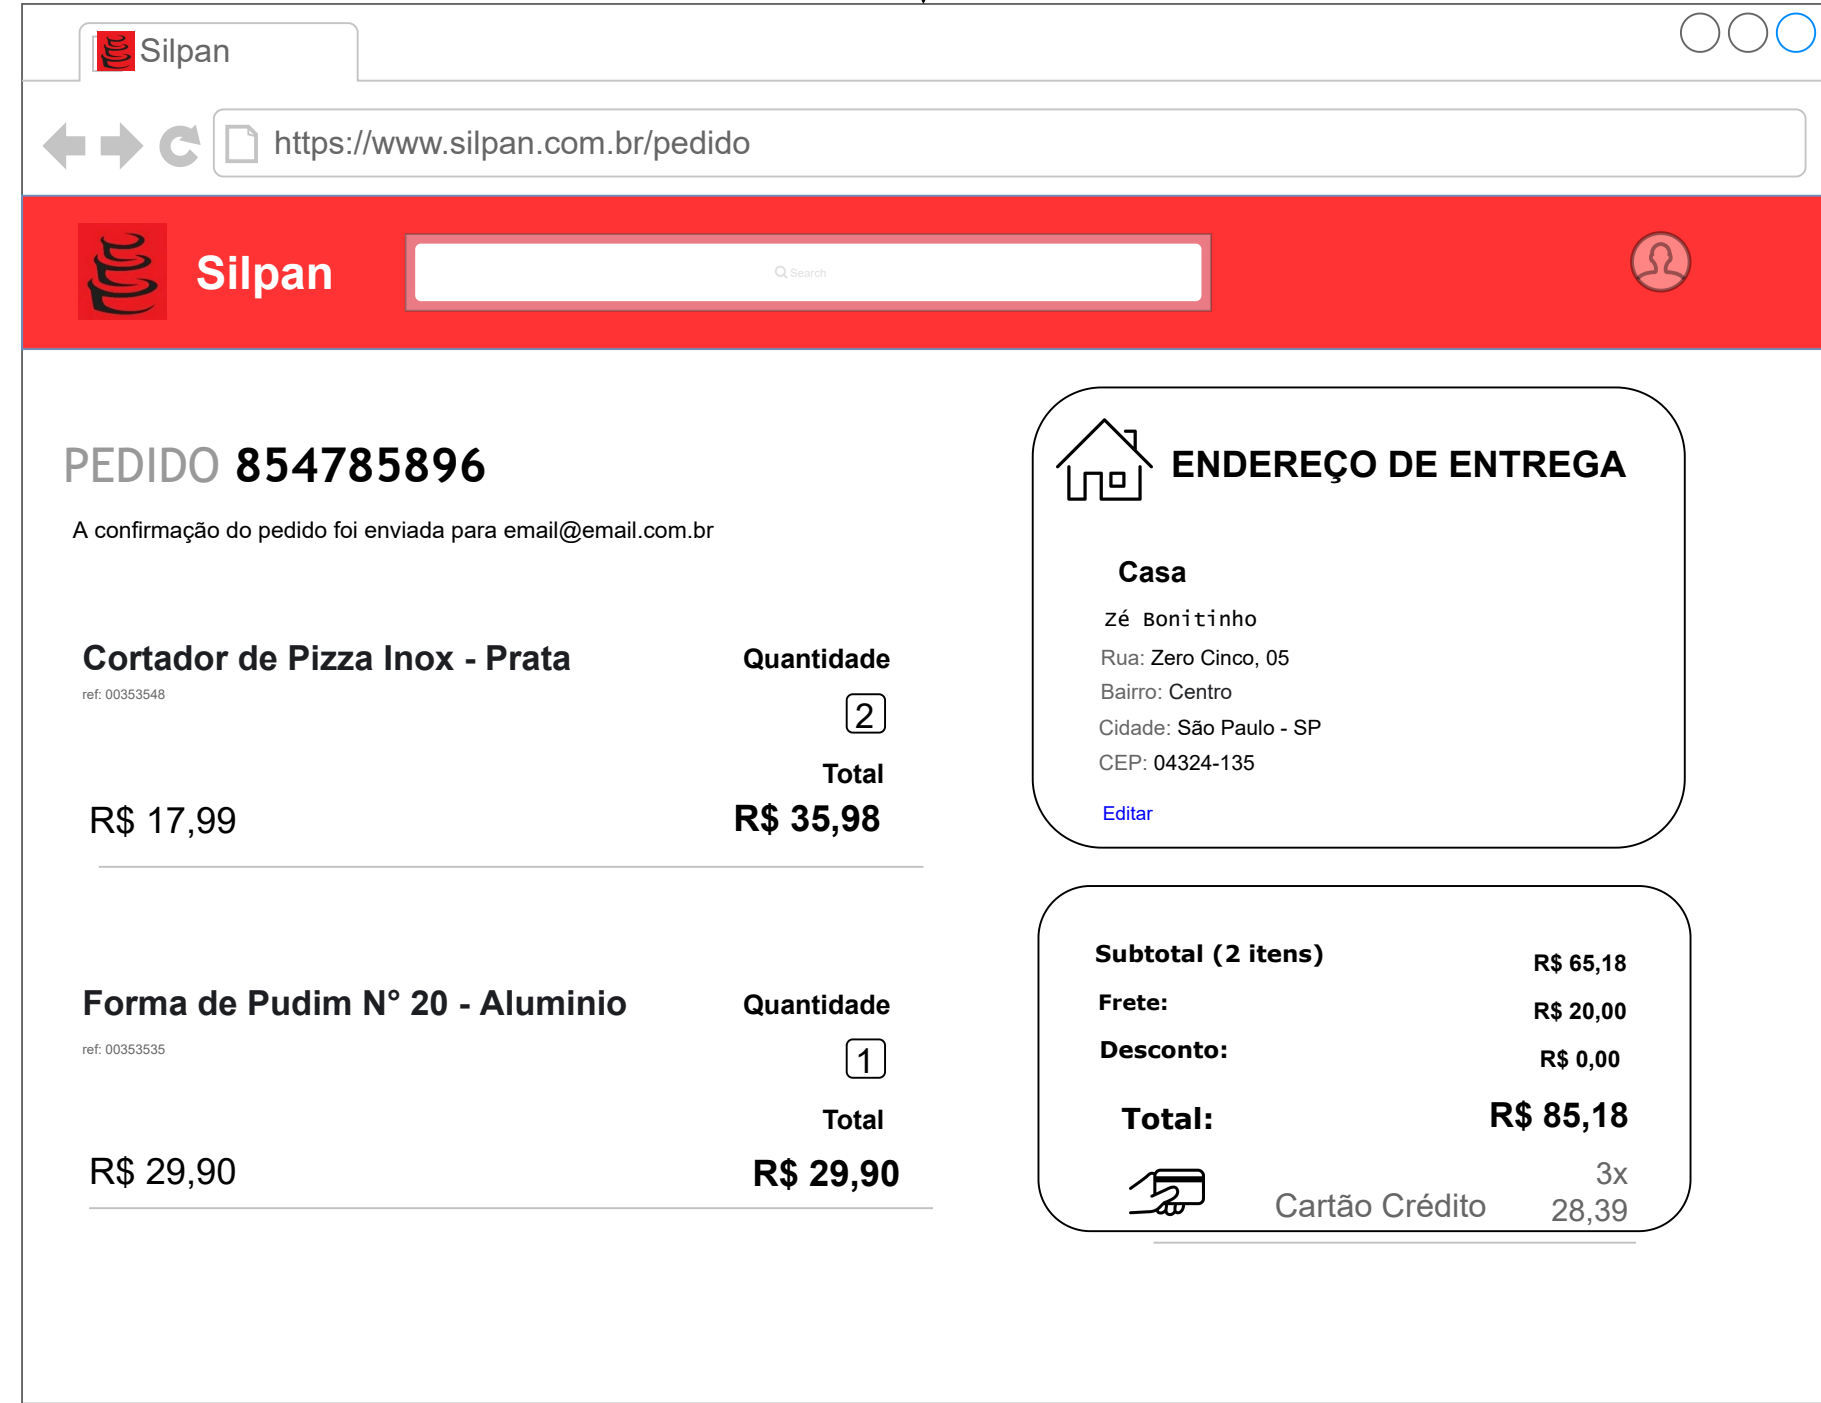 Silpan
https://www.silpan.com.br/pedido
Silpan
Search
PEDIDO 854785896
A confirmação do pedido foi enviada para email@email.com.br
Cortador de Pizza Inox - Prata
ref: 00353548
Quantidade
2
Total
R$ 17,99
R$ 35,98
Forma de Pudim N° 20 - Aluminio
ref: 00353535
Quantidade
1
Total
R$ 29,90
R$ 29,90
ENDEREÇO DE ENTREGA
Casa
Zé Bonitinho
Rua: Zero Cinco, 05
Bairro: Centro
Cidade: São Paulo - SP
CEP: 04324-135
Editar
Subtotal (2 itens) R$ 65,18
Frete: R$ 20,00
Desconto: R$ 0,00
Total: R$ 85,18
Cartão Crédito
3x
28,39